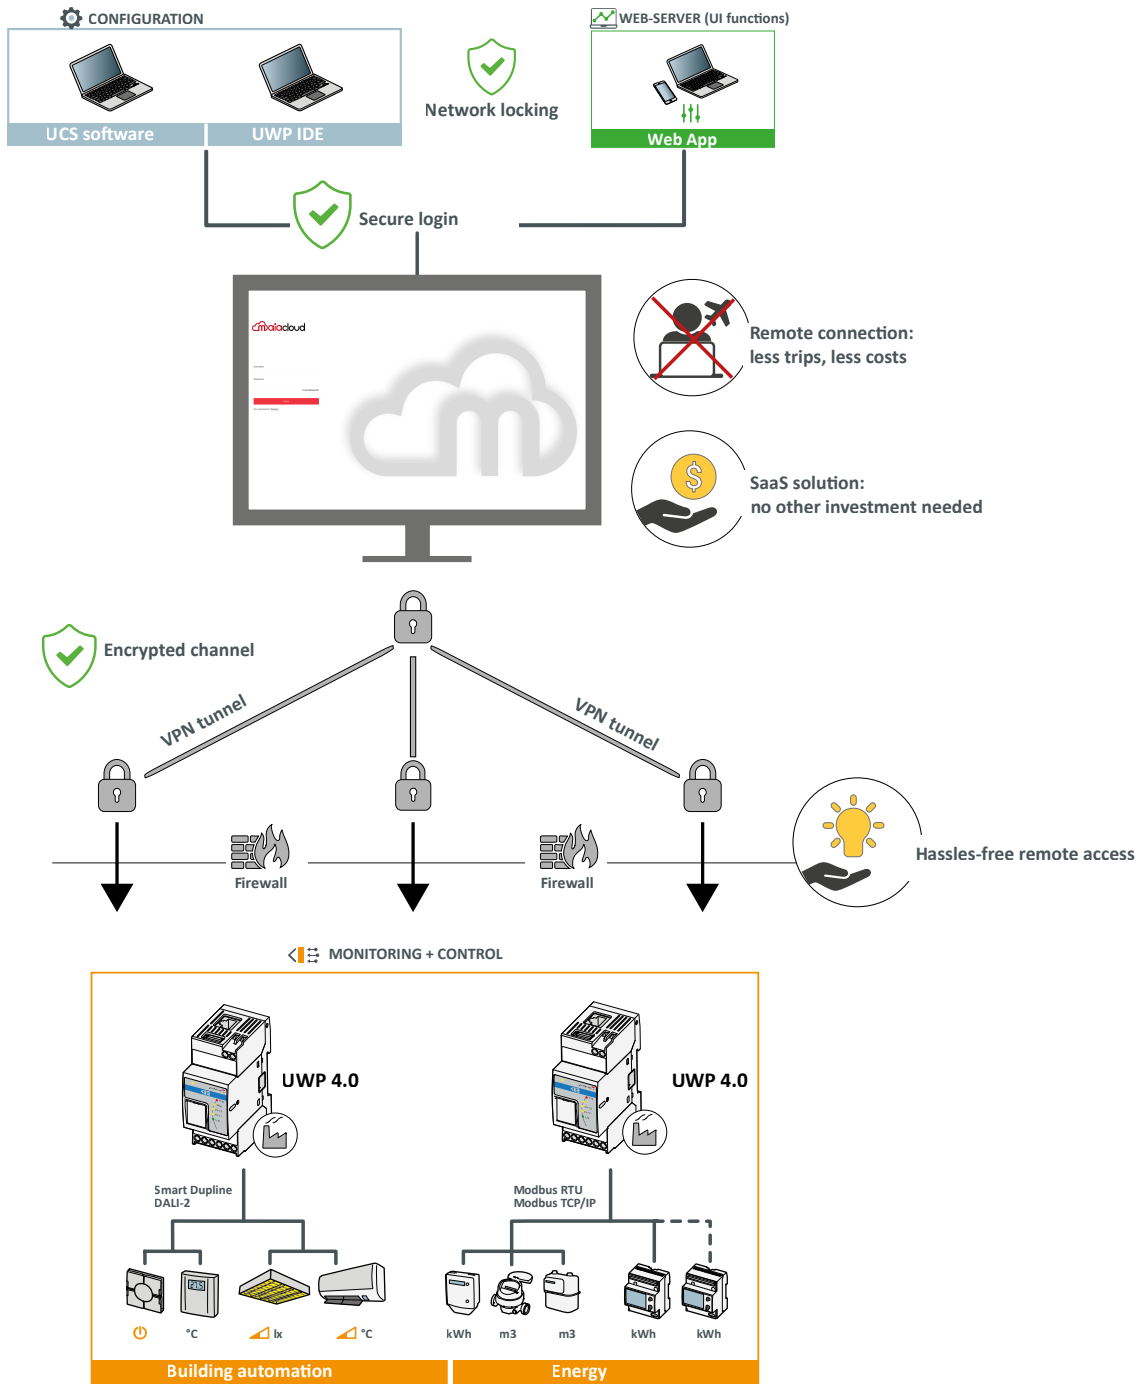 CONFIGURATION
WEB-SERVER (UI functions)
UCS software
UWP IDE
Network locking
Web App
Secure login
maiacloud
Remote connection:
less trips, less costs
SaaS solution:
no other investment needed
Encrypted channel
VPN tunnel
VPN tunnel
Firewall
Firewall
Hassles-free remote access
MONITORING + CONTROL
UWP 4.0
UWP 4.0
Smart Dupline
DALI-2
Modbus RTU
Modbus TCP/IP
°C
lx
°C
kWh
m3
m3
kWh
kWh
Building automation
Energy